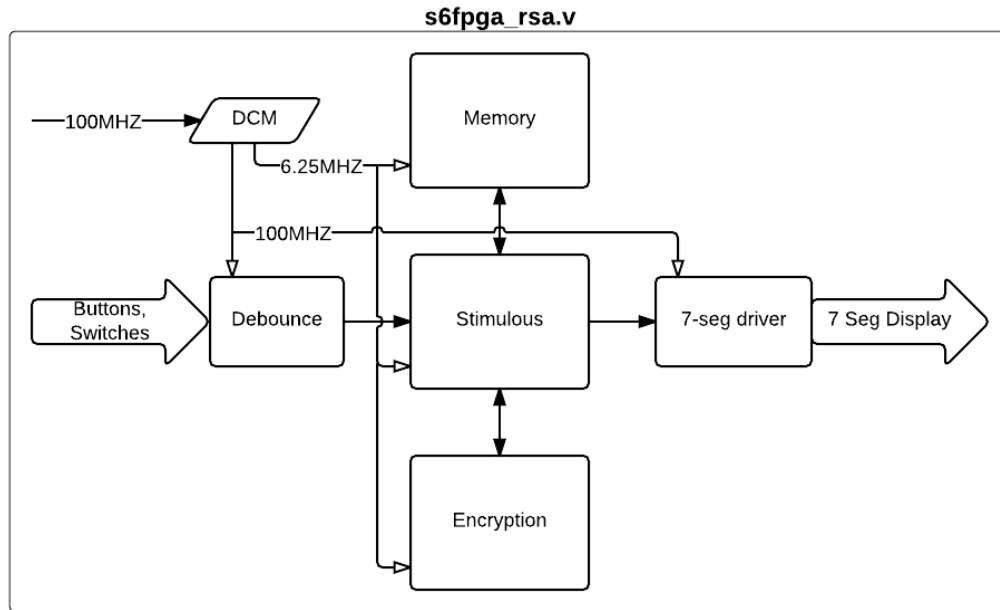 s6fpga_rsa.v
100MHZ
DCM
Memory
6.25MHZ
100MHZ
Buttons,
Switches
Debounce
Stimulous
7-seg driver
7 Seg Display
Encryption